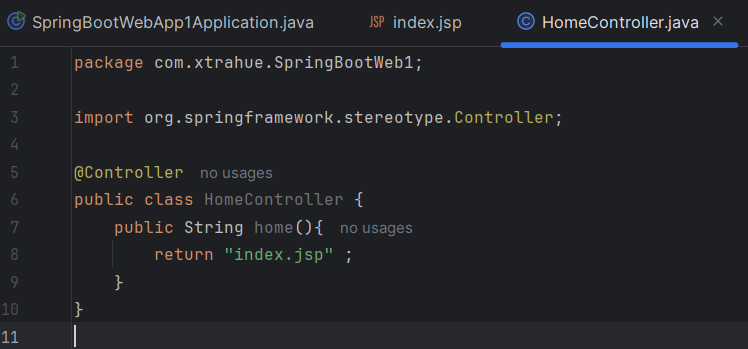 SpringBootWebApp1Application.java JSP index.jsp HomeController.java
1 package com.xtrahue.SpringBootWeb1;
2
3 import org.springframework.stereotype.Controller;
4
5 @Controller no usages
6 public class HomeController {
7 public String home(){ no usages
8 return "index.jsp" ;
9 }
10 }
11